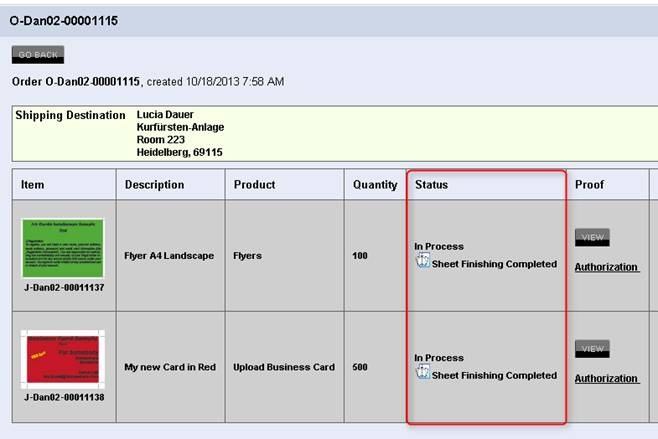 O-Dan02-00001115
GO BACK
Order O-Dan02-00001115, created 10/18/2013 7:58 AM
Shipping Destination Lucia Dauer
Kurfürsten-Anlage
Room 223
Heidelberg, 69115
Item Description Product Quantity Status Proof
J-Dan02-00011137
Flyer A4 Landscape
Flyers
100
In Process
Sheet Finishing Completed
VIEW
Authorization
J-Dan02-00011138
My new Card in Red
Upload Business Card
500
In Process
Sheet Finishing Completed
VIEW
Authorization